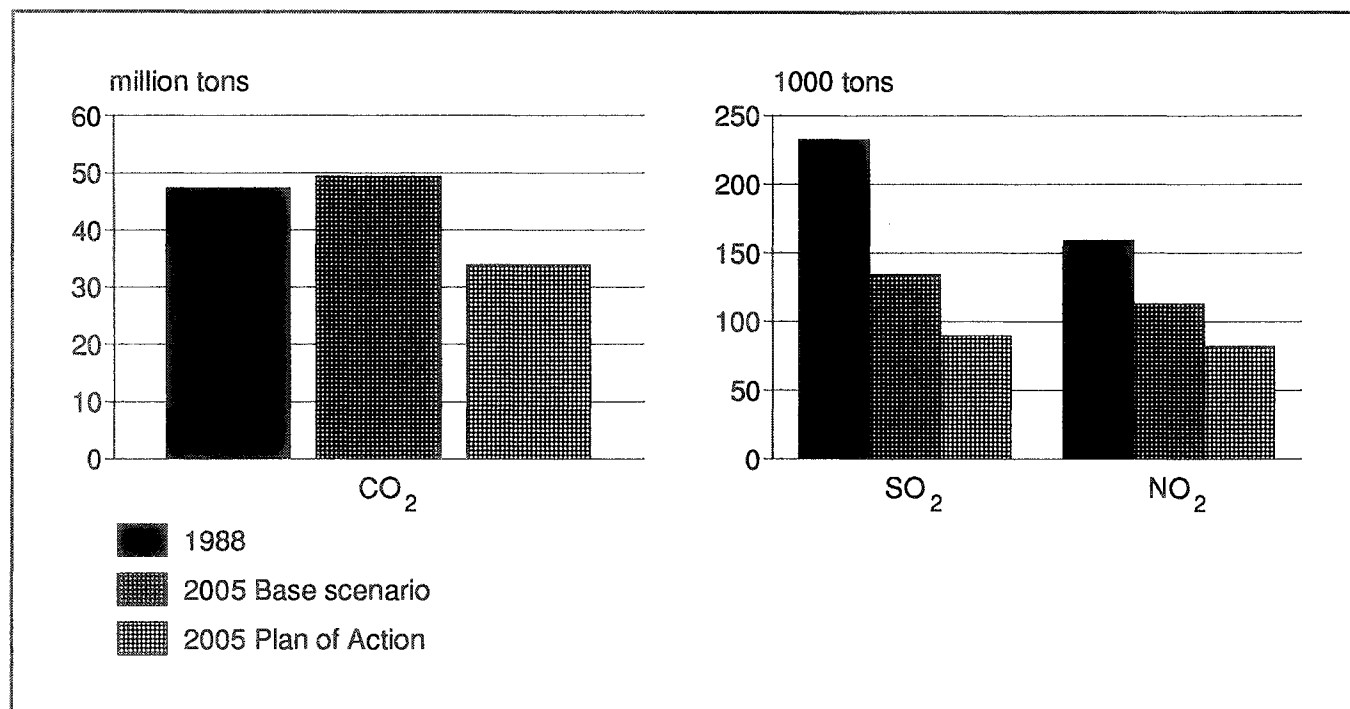 million tons
60
50
40
30
20
10
0
CO₂
1000 tons
250
200
150
100
50
0
SO₂ NO₂
1988
2005 Base scenario
2005 Plan of Action